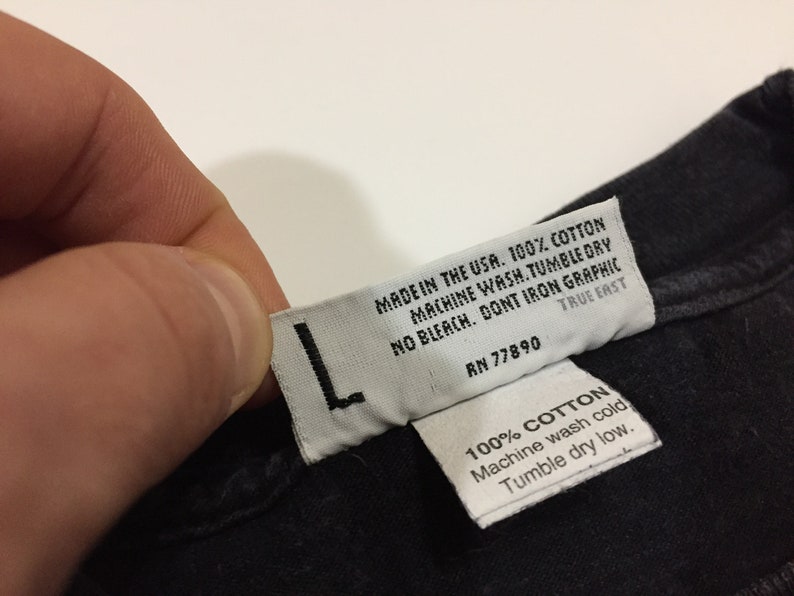 L
MADE IN THE USA. 100% COTTON
MACHINE WASH. TUMBLE DRY
NO BLEACH. DONT IRON GRAPHIC
TRUE EAST
RN 77890
100% COTTON
Machine wash cold
Tumble dry low.